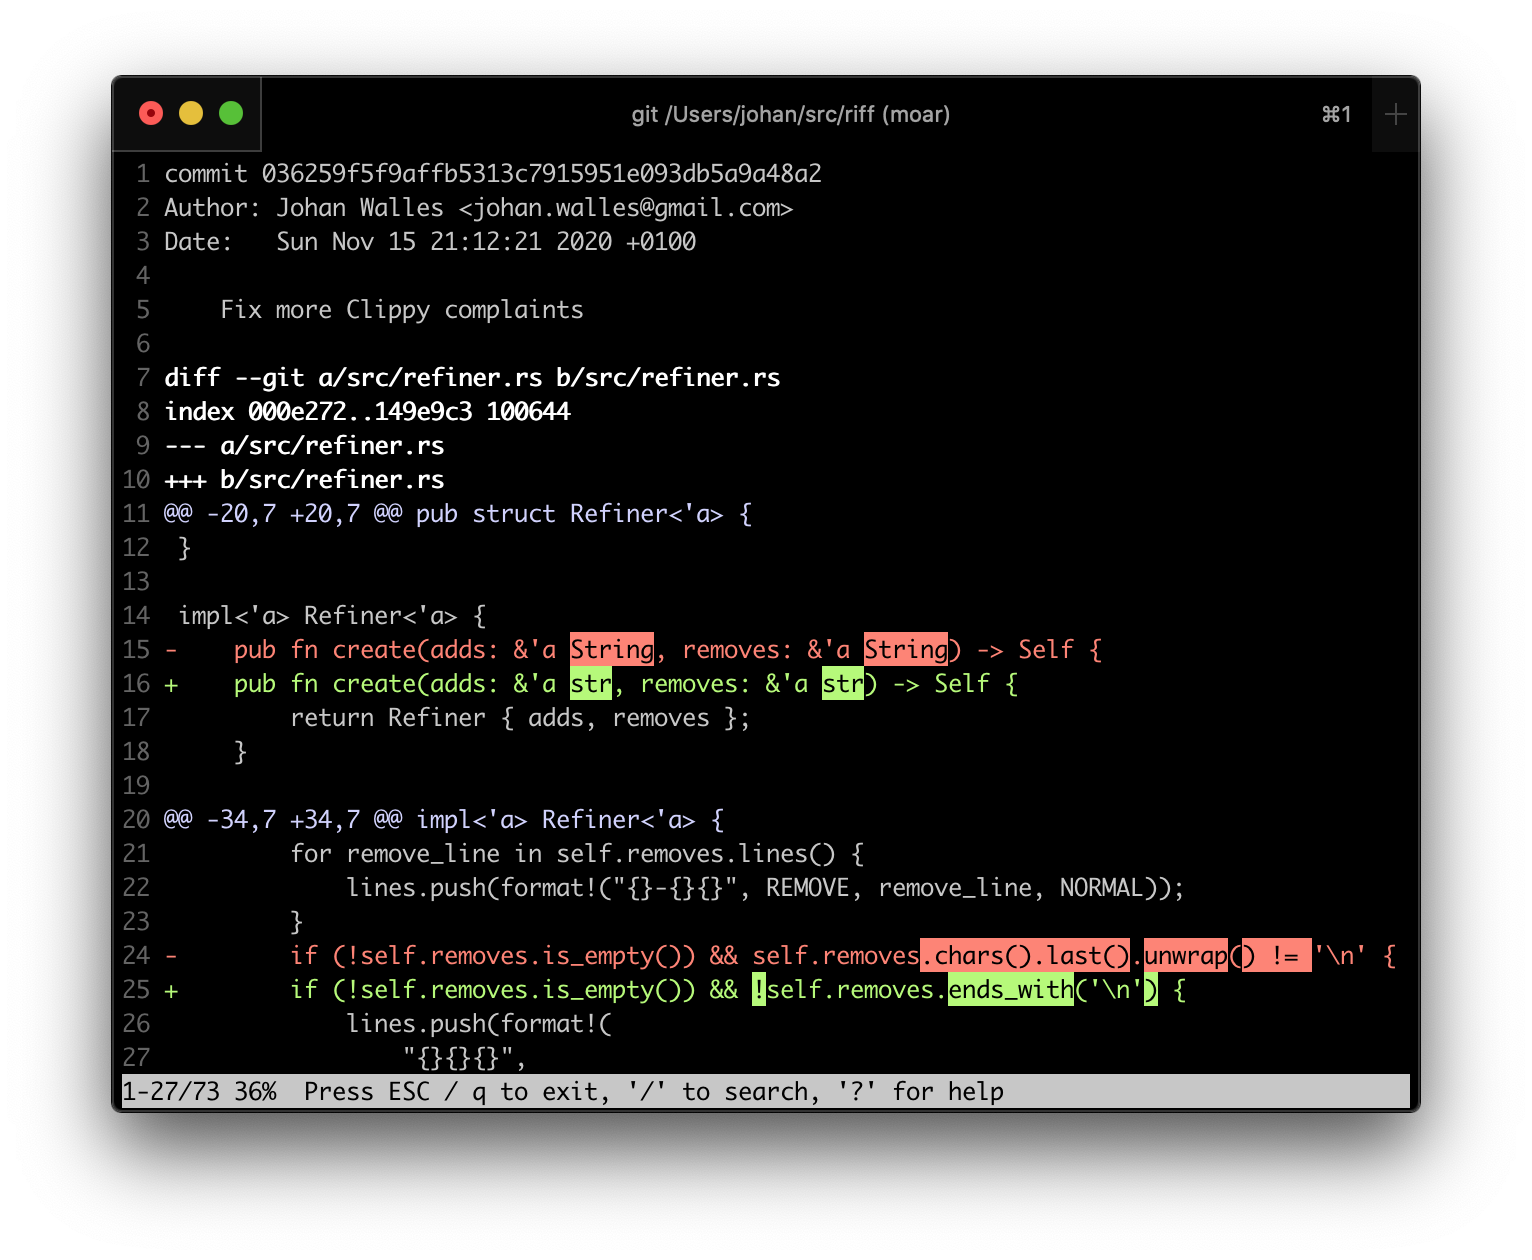 git /Users/johan/src/riff (moar) ⌘1 +
1 commit 036259f5f9affb5313c7915951e093db5a9a48a2
2 Author: Johan Walles <johan.walles@gmail.com>
3 Date:   Sun Nov 15 21:12:21 2020 +0100
4
5     Fix more Clippy complaints
6
7 diff --git a/src/refiner.rs b/src/refiner.rs
8 index 000e272..149e9c3 100644
9 --- a/src/refiner.rs
10 +++ b/src/refiner.rs
11 @@ -20,7 +20,7 @@ pub struct Refiner<'a> {
12  }
13
14  impl<'a> Refiner<'a> {
15 -    pub fn create(adds: &'a String, removes: &'a String) -> Self {
16 +    pub fn create(adds: &'a str, removes: &'a str) -> Self {
17          return Refiner { adds, removes };
18      }
19
20 @@ -34,7 +34,7 @@ impl<'a> Refiner<'a> {
21          for remove_line in self.removes.lines() {
22              lines.push(format!("{}-{}{}", REMOVE, remove_line, NORMAL));
23          }
24 -        if (!self.removes.is_empty()) && self.removes.chars().last().unwrap() != '\n' {
25 +        if (!self.removes.is_empty()) && !self.removes.ends_with('\n') {
26              lines.push(format!(
27                  "{}{}{}",
1-27/73 36%  Press ESC / q to exit, '/' to search, '?' for help